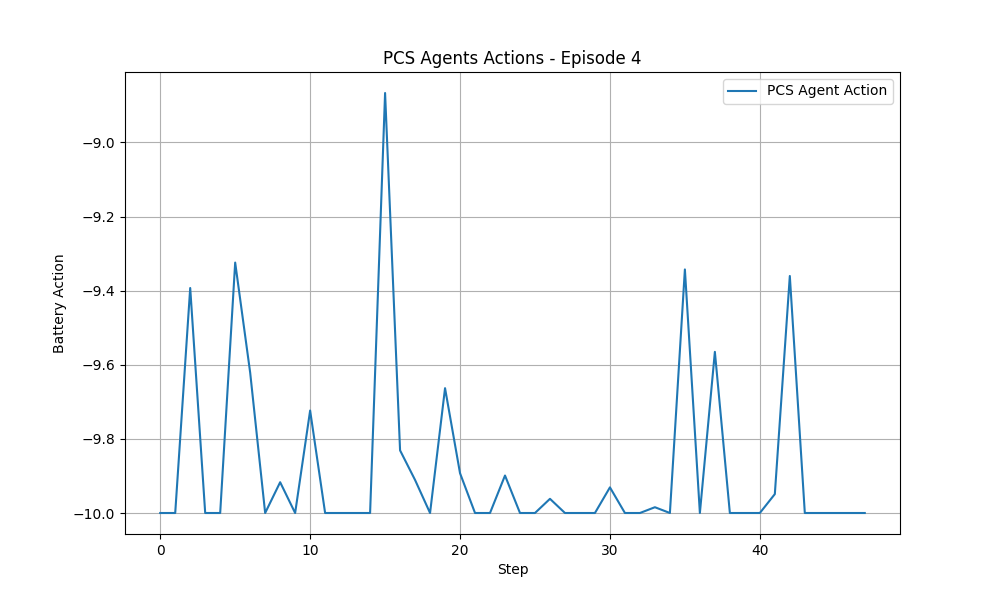 PCS Agents Actions - Episode 4
PCS Agent Action
Battery Action
−9.0
−9.2
−9.4
−9.6
−9.8
−10.0
0 10 20 30 40
Step